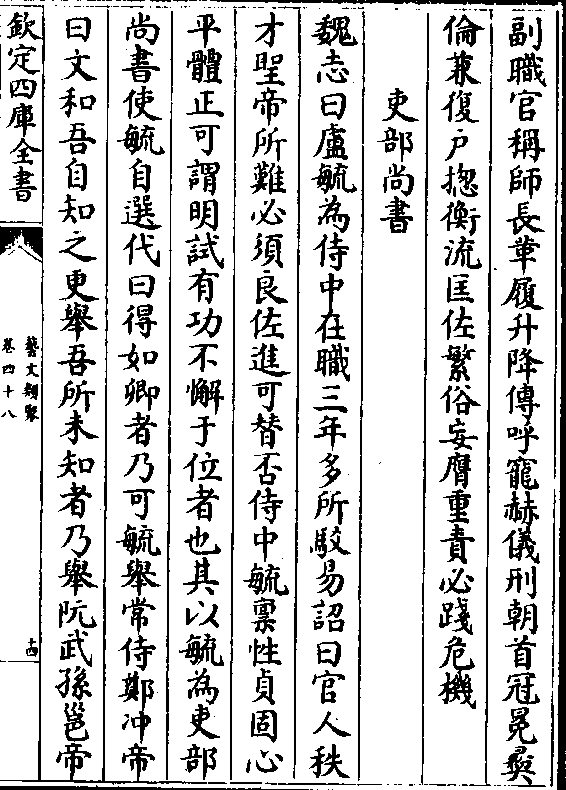 副職官稱師長革履升降傳呼寵赫儀刑朝首冠冕彛
倫兼復户揔衡流匡佐繁俗妄膺重責必踐危機
吏部尚書
魏志曰盧毓為侍中在職三年多所駮易詔曰官人秩
才聖帝所難必須良佐進可替否侍中毓禀性貞固心
平體正可謂明試有功不懈于位者也其以毓為吏部
尚書使毓自選代曰得如卿者乃可毓舉常侍鄭冲帝
曰文和吾自知之更舉吾所未知者乃舉阮武孫邕帝
欽定四庫全書
藝文類聚
卷四十八
十四